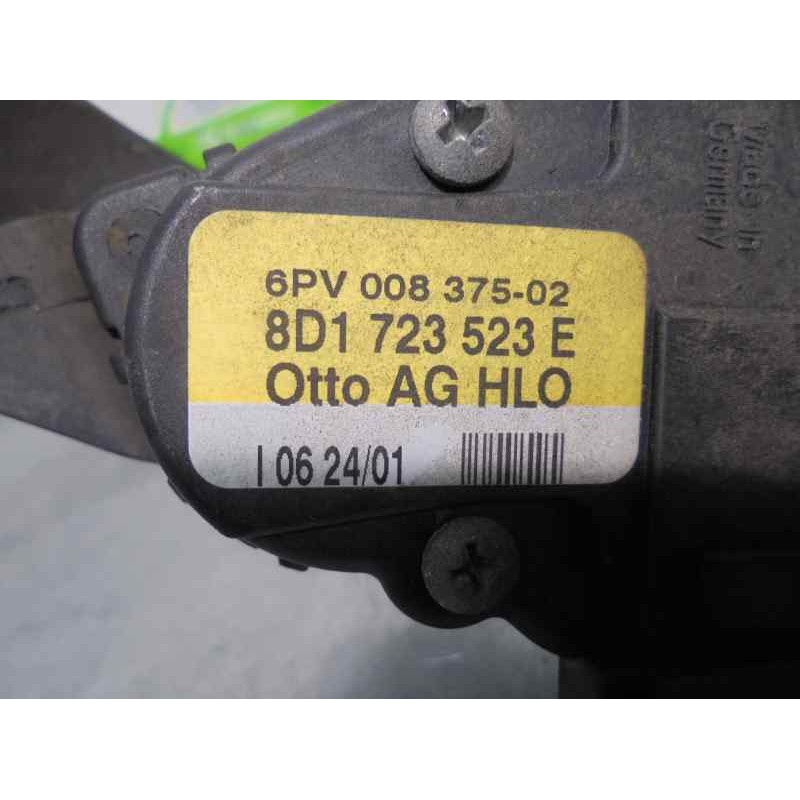 Made in
Germany
6PV 008 375-02
8D1 723 523 E
Otto AG HLO
I 06 24/01